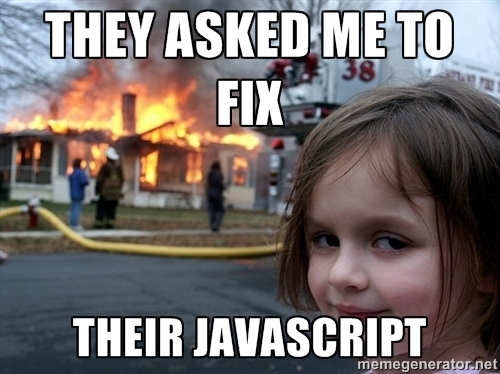 THEY ASKED ME TO
FIX
38
THEIR JAVASCRIPT
memegenerator.net